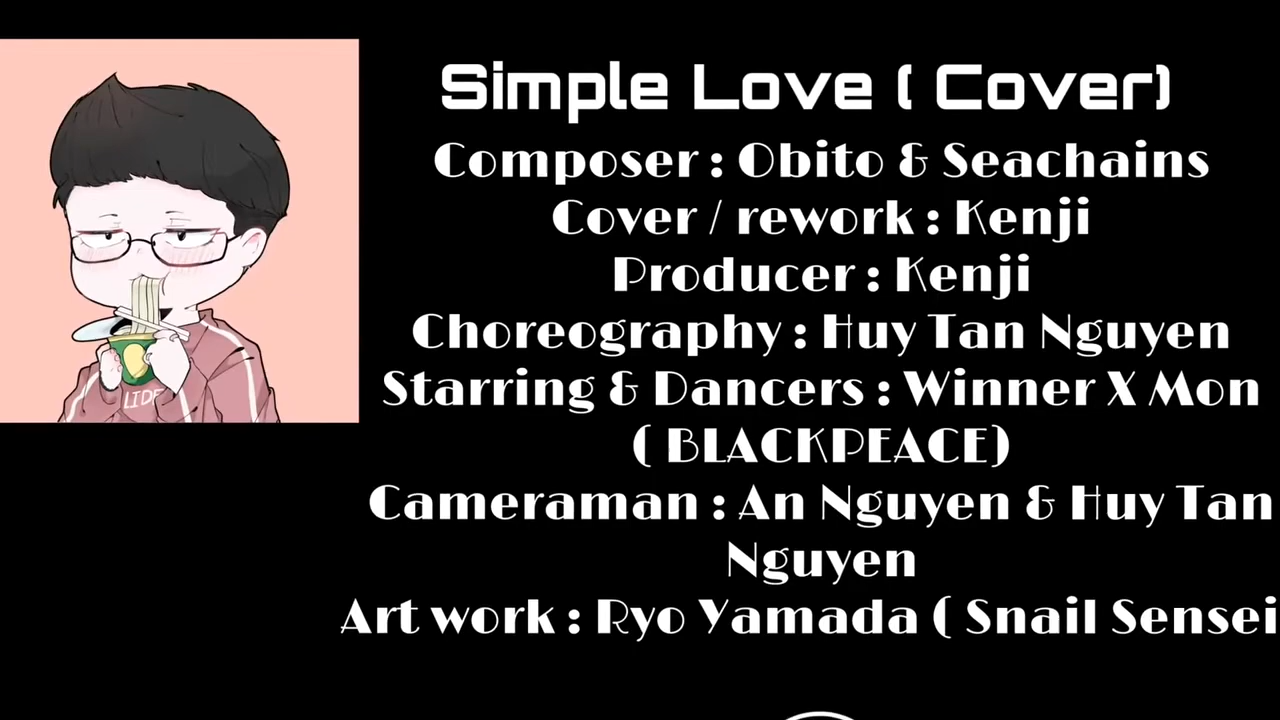 Simple Love ( Cover)
Composer : Obito & Seachains
Cover / rework : Kenji
Producer : Kenji
Choreography : Huy Tan Nguyen
Starring & Dancers : Winner X Mon
( BLACKPEACE)
Cameraman : An Nguyen & Huy Tan
Nguyen
Art work : Ryo Yamada ( Snail Sensei